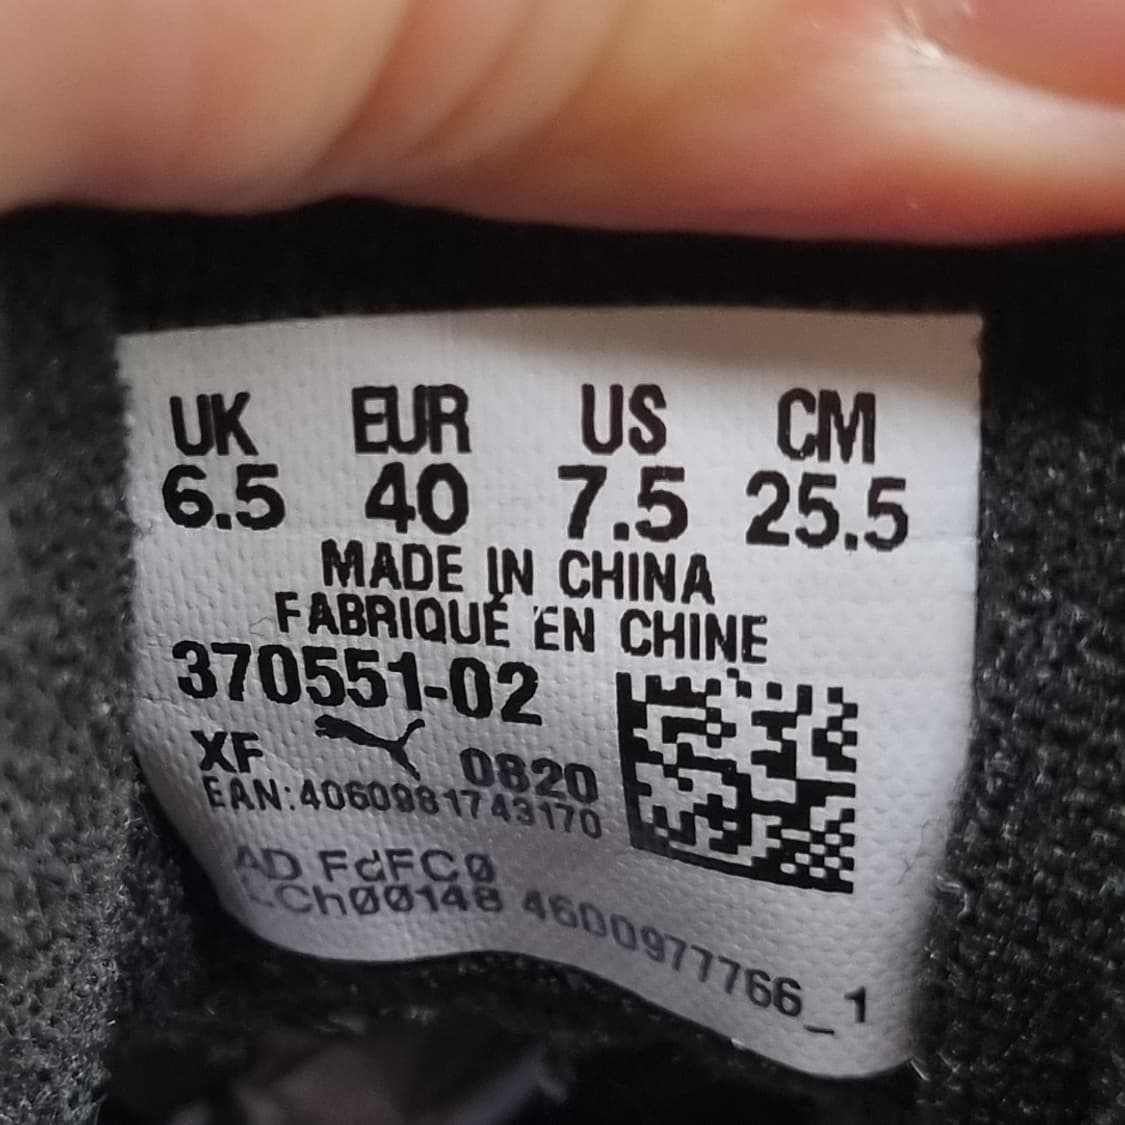 UK EUR US CM
6.5 40 7.5 25.5
MADE IN CHINA
FABRIQUÉ EN CHINE
370551-02
XF 0820
EAN:4060981743170
AD FdFC0
LCh00148 4600977766_1